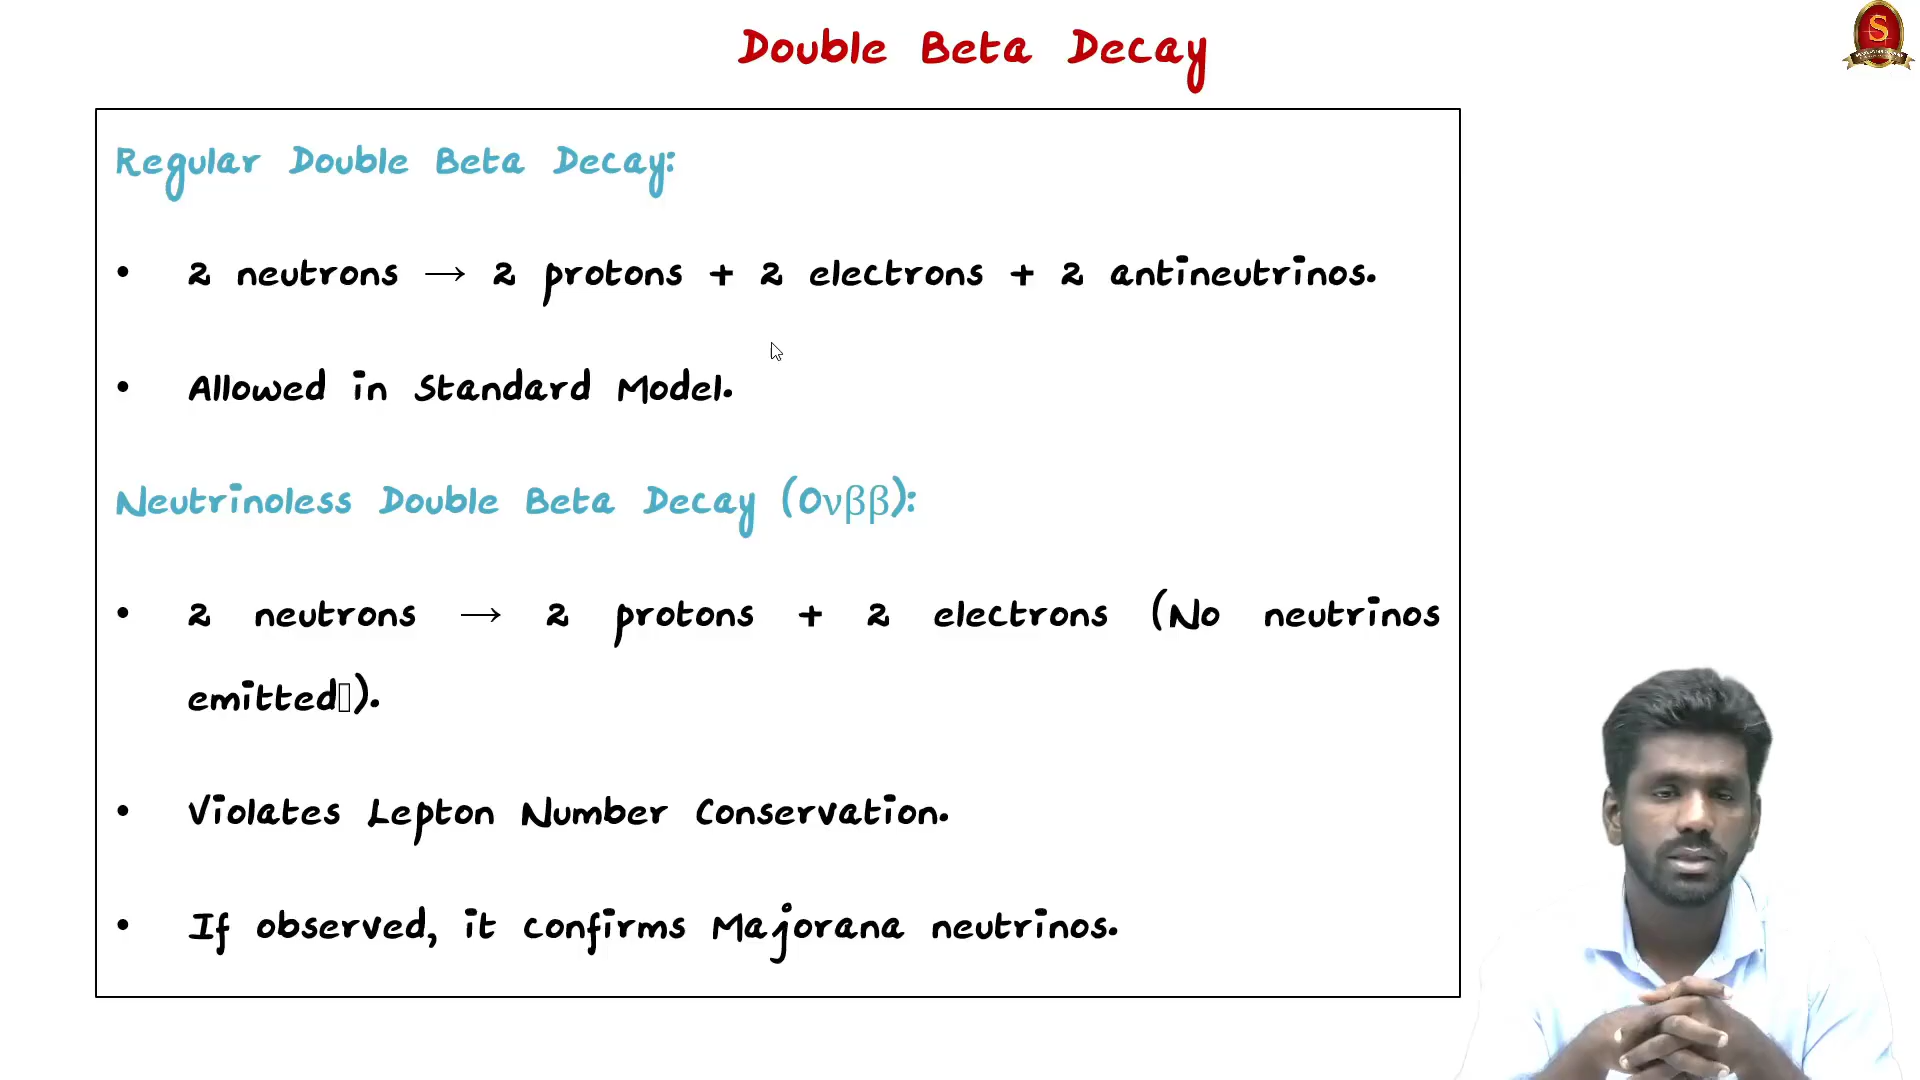 Double Beta Decay
S
Regular Double Beta Decay:
• 2 neutrons → 2 protons + 2 electrons + 2 antineutrinos.
• Allowed in Standard Model.
Neutrinoless Double Beta Decay (0νββ):
• 2 neutrons → 2 protons + 2 electrons (No neutrinos
emitted▯).
• Violates Lepton Number Conservation.
• If observed, it confirms Majorana neutrinos.